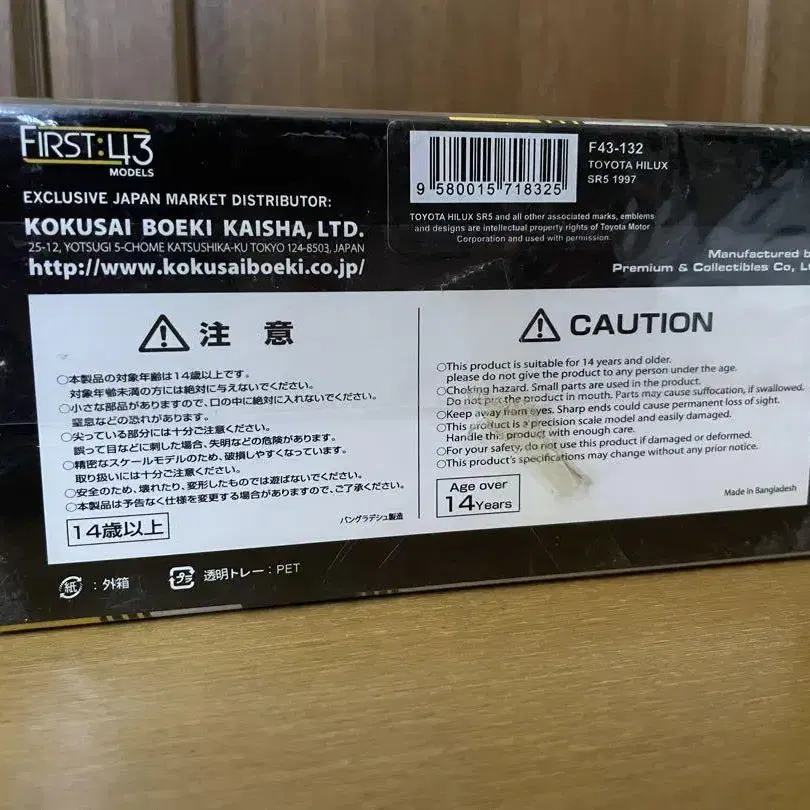 FIRST:43
MODELS
EXCLUSIVE JAPAN MARKET DISTRIBUTOR:
KOKUSAI BOEKI KAISHA, LTD.
25-12, YOTSUGI 5-CHOME KATSUSHIKA-KU TOKYO 124-8503, JAPAN
http://www.kokusaiboeki.co.jp/
9 580015 718325
F43-132
TOYOTA HILUX
SR5 1997
TOYOTA HILUX SR5 and all other associated marks, emblems
and designs are intellectual property rights of Toyota Motor
Corporation and used with permission.
Manufactured
Premium & Collectibles Co,
注 意
○本製品の対象年齢は14歳以上です。
対象年齢未満の方には絶対に与えないでください。
○小さな部品がありますので、口の中に絶対に入れないでください。
窒息などの恐れがあります。
○尖っている部分には十分ご注意ください。
誤って目などに刺した場合、失明などの危険があります。
○精密なスケールモデルのため、破損しやすくなっています。
取り扱いには十分ご注意ください。
○安全のため、壊れたり、変形したものでは遊ばないでください。
○本製品は予告なく仕様を変更する場合がありますので、ご了承ください。
14歳以上
バングラデシュ製造
CAUTION
○This product is suitable for 14 years and older.
please do not give the product to any person under the age.
○Choking hazard. Small parts are used in the product.
Do not put the product in mouth. Parts may cause suffocation, if swallowed.
○Keep away from eyes. Sharp ends could cause permanent loss of sight.
○This product is a precision scale model and easily damaged.
Handle this product with enough care.
○For your safety, do not use this product if damaged or deformed.
○This product's specifications may change without any prior notice.
Age over
14Years
Made in Bangladesh
紙 : 外箱
プラ 透明トレー : PET